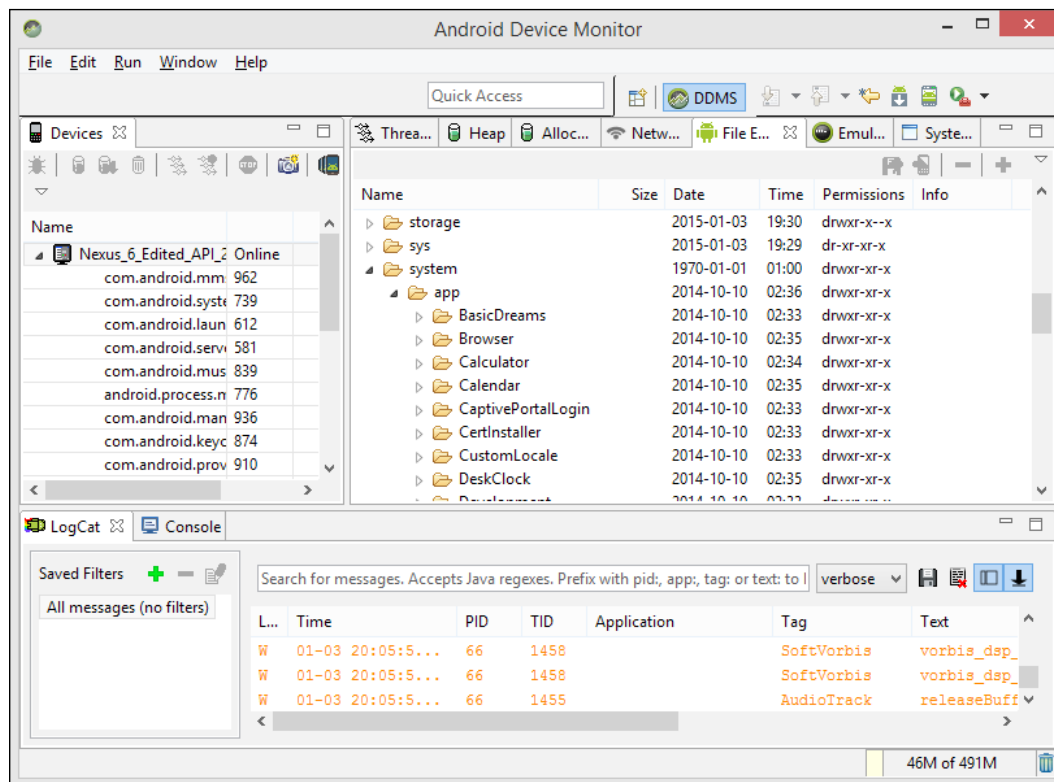 Android Device Monitor
File Edit Run Window Help
Quick Access DDMS
Devices
Name
Nexus_6_Edited_API_2 Online
com.android.mm 962
com.android.syste 739
com.android.laun 612
com.android.serv 581
com.android.mus 839
android.process.m 776
com.android.man 936
com.android.keyc 874
com.android.prov 910
Threa... Heap Alloc... Netw... File E... Emul... Syste...
Name Size Date Time Permissions Info
storage 2015-01-03 19:30 drwxr-x--x
sys 2015-01-03 19:29 dr-xr-xr-x
system 1970-01-01 01:00 drwxr-xr-x
app 2014-10-10 02:36 drwxr-xr-x
BasicDreams 2014-10-10 02:33 drwxr-xr-x
Browser 2014-10-10 02:35 drwxr-xr-x
Calculator 2014-10-10 02:34 drwxr-xr-x
Calendar 2014-10-10 02:35 drwxr-xr-x
CaptivePortalLogin 2014-10-10 02:33 drwxr-xr-x
CertInstaller 2014-10-10 02:33 drwxr-xr-x
CustomLocale 2014-10-10 02:33 drwxr-xr-x
DeskClock 2014-10-10 02:35 drwxr-xr-x
LogCat Console
Saved Filters
All messages (no filters)
Search for messages. Accepts Java regexes. Prefix with pid:, app:, tag: or text: to l verbose
L... Time PID TID Application Tag Text
W 01-03 20:05:5... 66 1458 SoftVorbis vorbis_dsp_
W 01-03 20:05:5... 66 1458 SoftVorbis vorbis_dsp_
W 01-03 20:05:5... 66 1455 AudioTrack releaseBuff
46M of 491M